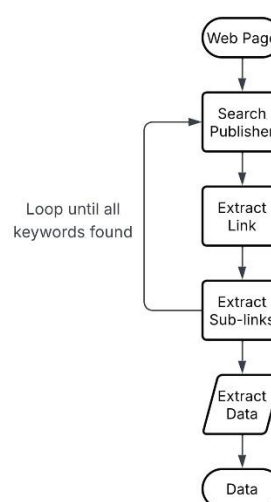 Web Page
Search
Publisher
Loop until all
keywords found
Extract
Link
Extract
Sub-links
Extract
Data
Data